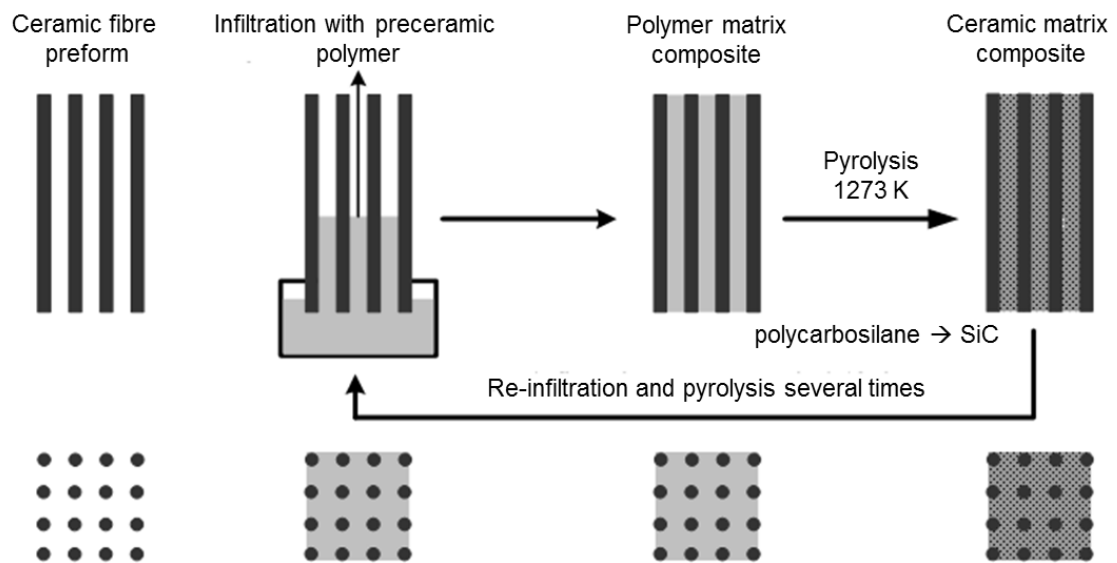 Ceramic fibre
preform
Infiltration with preceramic
polymer
Polymer matrix
composite
Ceramic matrix
composite
Pyrolysis
1273 K
polycarbosilane → SiC
Re-infiltration and pyrolysis several times